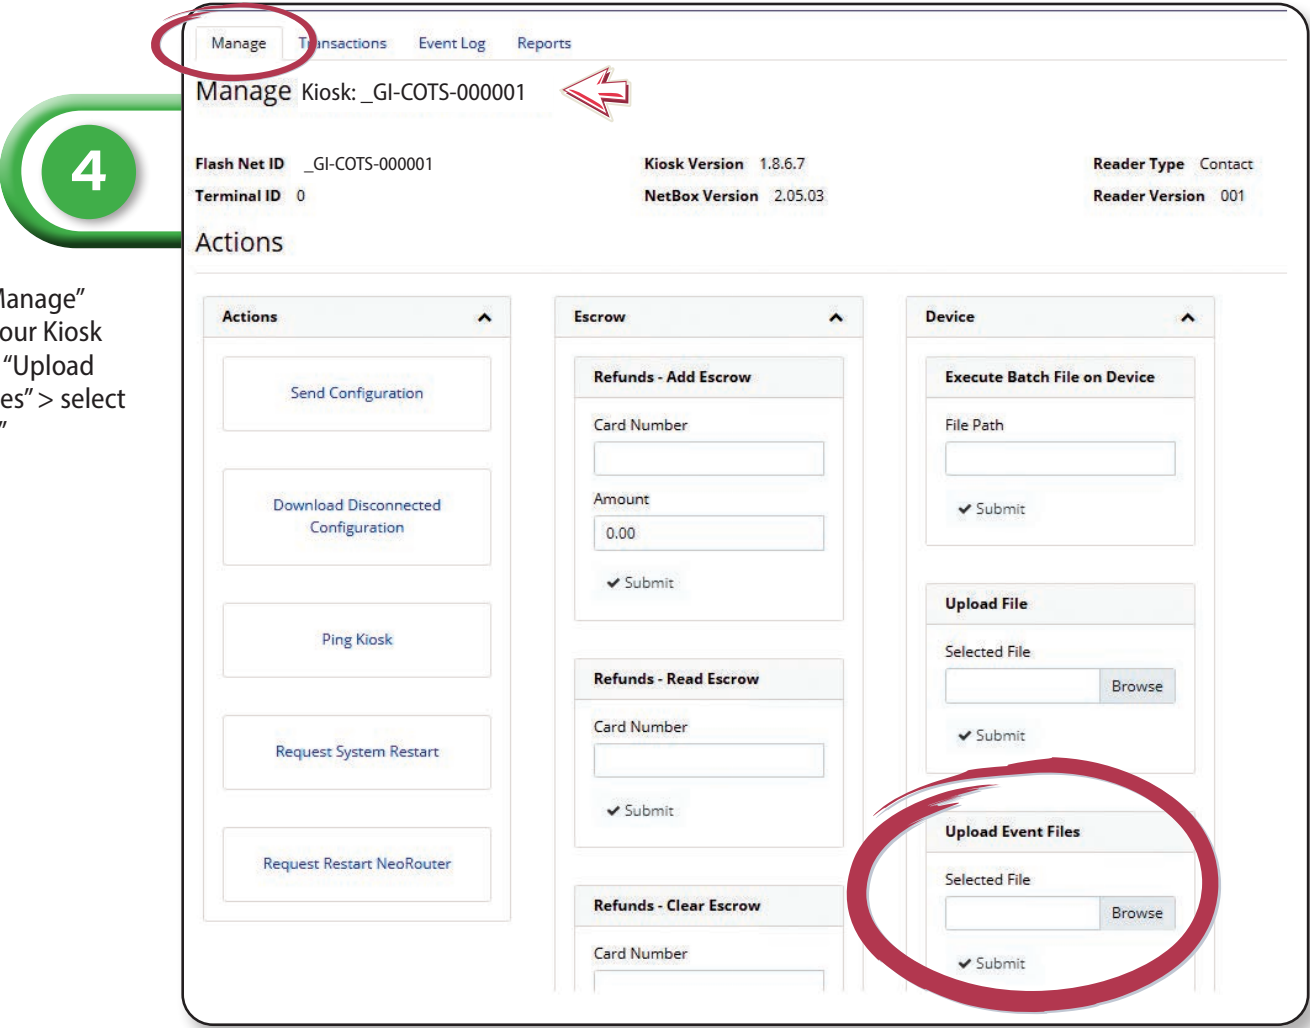 Manage Transactions Event Log Reports
Manage Kiosk: _GI-COTS-000001
4
Flash Net ID _GI-COTS-000001 Kiosk Version 1.8.6.7 Reader Type Contact
Terminal ID 0 NetBox Version 2.05.03 Reader Version 001
Actions
anage”
our Kiosk
“Upload
es” > select
”
Actions
Send Configuration
Download Disconnected
Configuration
Ping Kiosk
Request System Restart
Request Restart NeoRouter
Escrow
Refunds - Add Escrow
Card Number
Amount
0.00
Submit
Refunds - Read Escrow
Card Number
Submit
Refunds - Clear Escrow
Card Number
Device
Execute Batch File on Device
File Path
Submit
Upload File
Selected File
Browse
Submit
Upload Event Files
Selected File
Browse
Submit